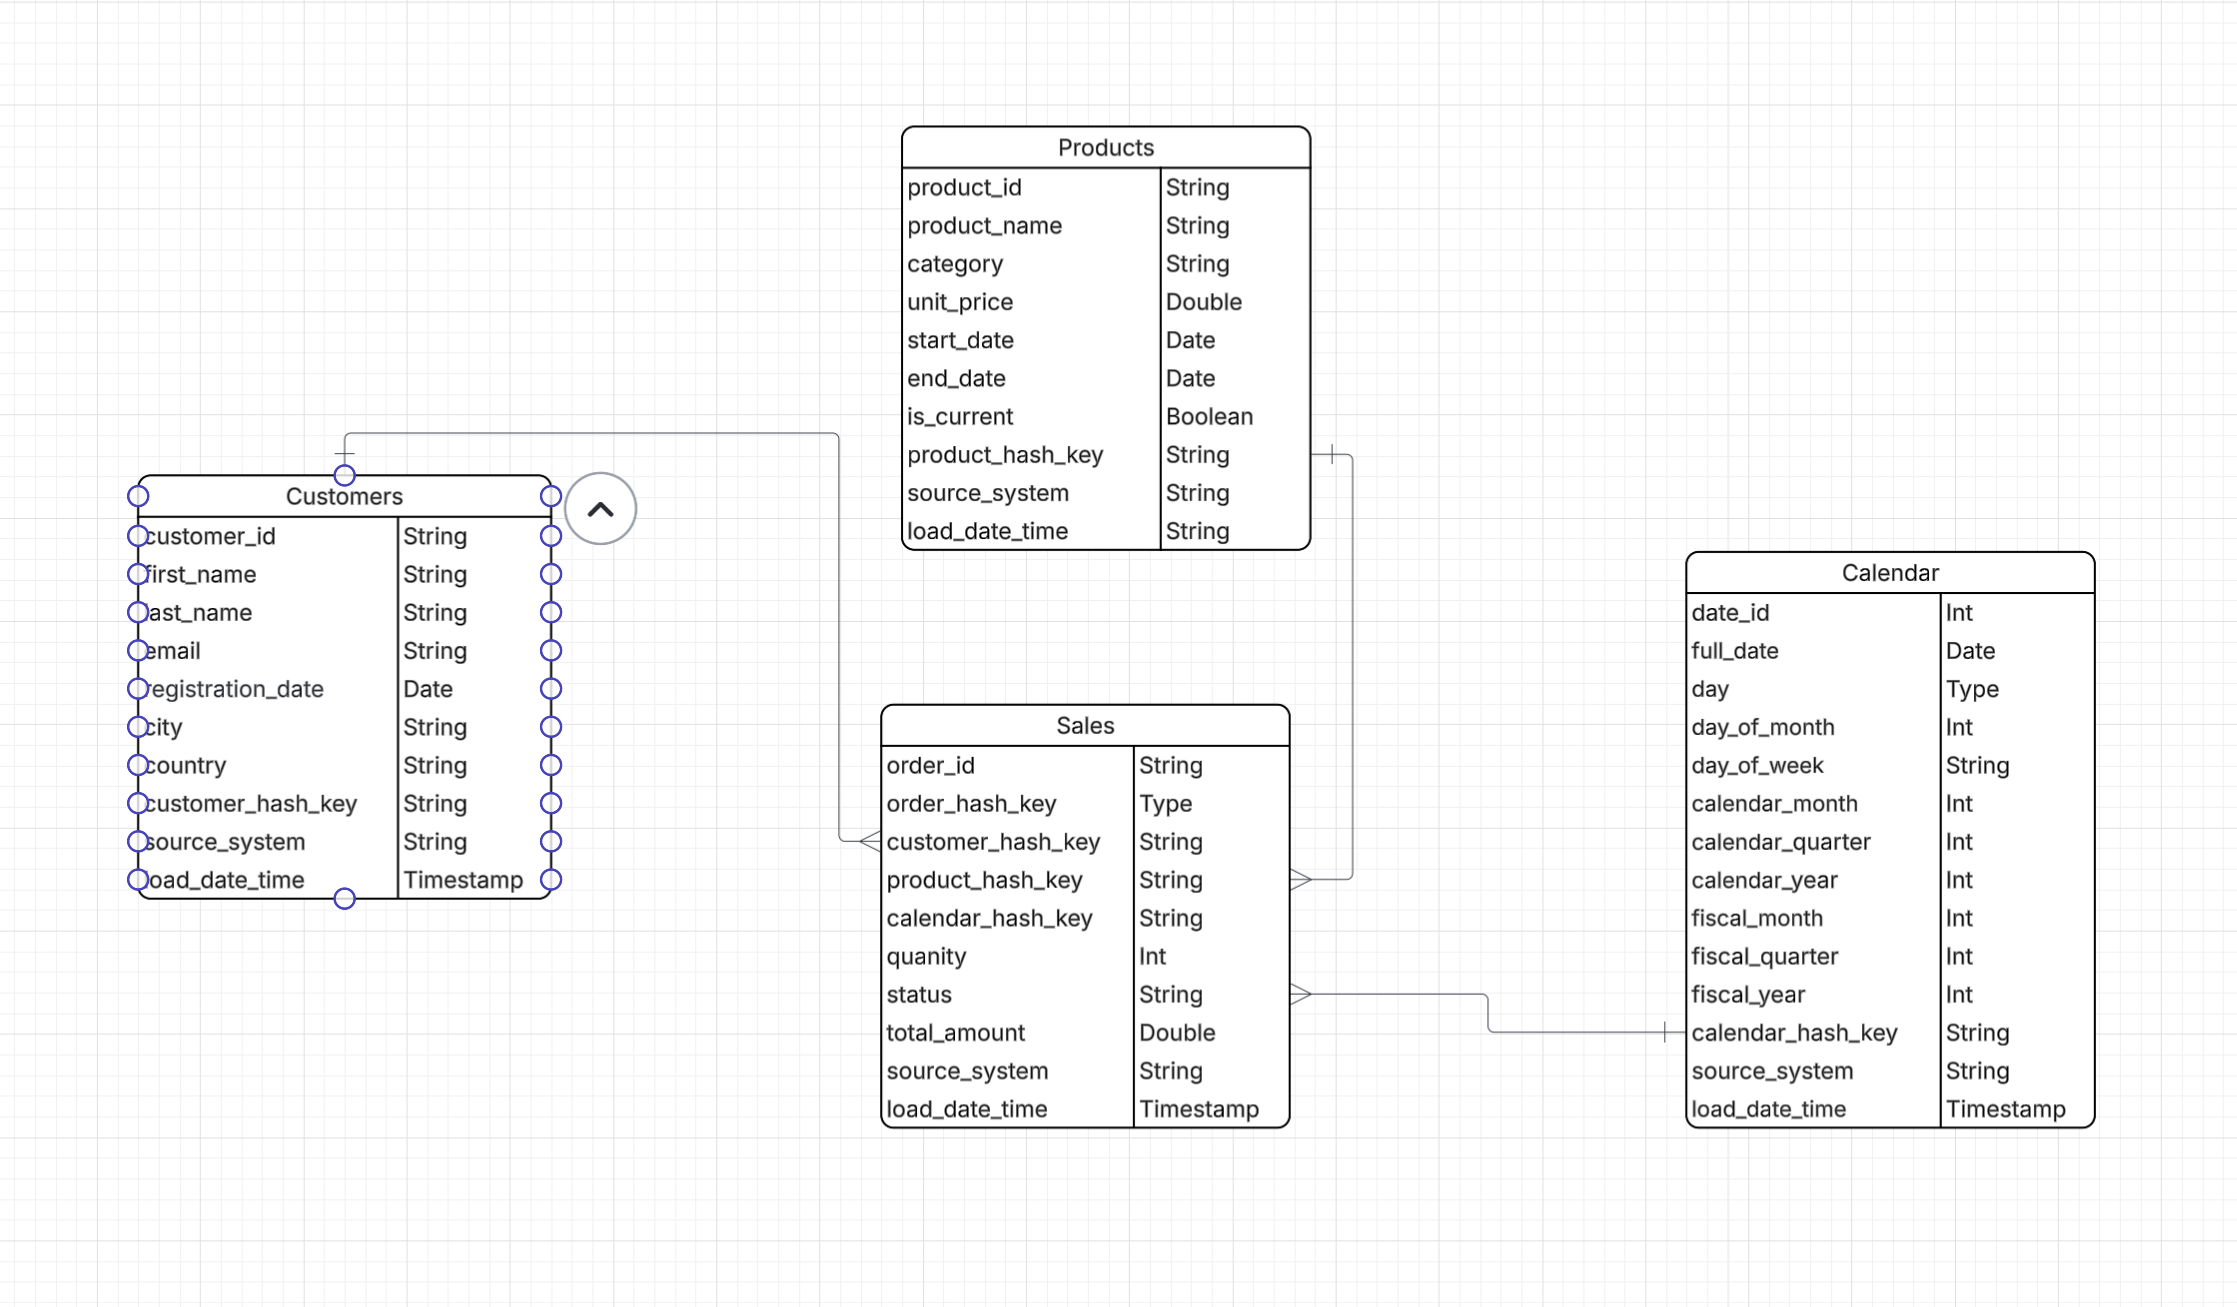 Products
product_id String
product_name String
category String
unit_price Double
start_date Date
end_date Date
is_current Boolean
product_hash_key String
source_system String
load_date_time String
Customers
customer_id String
first_name String
last_name String
email String
registration_date Date
city String
country String
customer_hash_key String
source_system String
load_date_time Timestamp
Sales
order_id String
order_hash_key Type
customer_hash_key String
product_hash_key String
calendar_hash_key String
quanity Int
status String
total_amount Double
source_system String
load_date_time Timestamp
Calendar
date_id Int
full_date Date
day Type
day_of_month Int
day_of_week String
calendar_month Int
calendar_quarter Int
calendar_year Int
fiscal_month Int
fiscal_quarter Int
fiscal_year Int
calendar_hash_key String
source_system String
load_date_time Timestamp